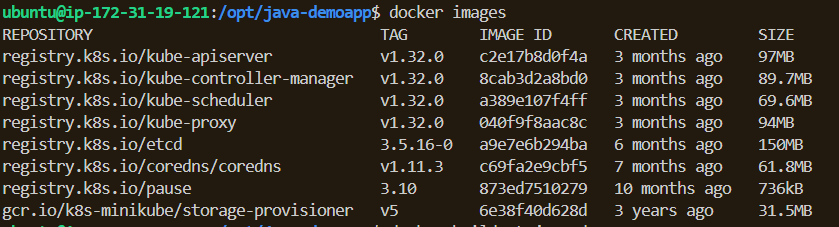 ubuntu@ip-172-31-19-121:/opt/java-demoapp$ docker images
REPOSITORY TAG IMAGE ID CREATED SIZE
registry.k8s.io/kube-apiserver v1.32.0 c2e17b8d0f4a 3 months ago 97MB
registry.k8s.io/kube-controller-manager v1.32.0 8cab3d2a8bd0 3 months ago 89.7MB
registry.k8s.io/kube-scheduler v1.32.0 a389e107f4ff 3 months ago 69.6MB
registry.k8s.io/kube-proxy v1.32.0 040f9f8aac8c 3 months ago 94MB
registry.k8s.io/etcd 3.5.16-0 a9e7e6b294ba 6 months ago 150MB
registry.k8s.io/coredns/coredns v1.11.3 c69fa2e9cbf5 7 months ago 61.8MB
registry.k8s.io/pause 3.10 873ed7510279 10 months ago 736kB
gcr.io/k8s-minikube/storage-provisioner v5 6e38f40d628d 3 years ago 31.5MB